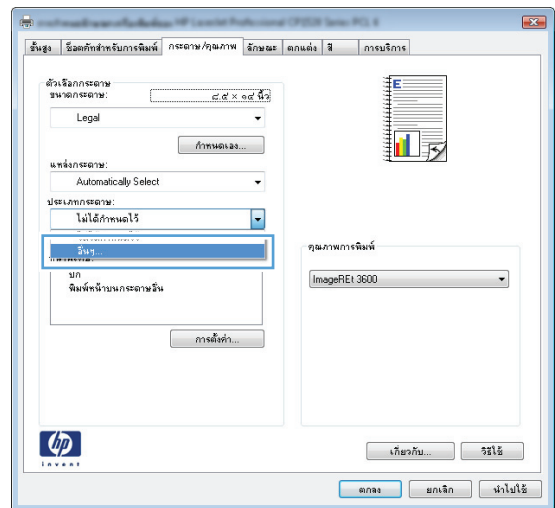 ขั้นสูง ช็อตคัทสำหรับการพิมพ์ กระดาษ/คุณภาพ ลักษณะ ตกแต่ง สี การบริการ
ตัวเลือกกระดาษ
ขนาดกระดาษ: ๘.๕ × ๑๔ นิ้ว
Legal
กำหนดเอง...
แหล่งกระดาษ:
Automatically Select
ประเภทกระดาษ:
ไม่ได้กำหนดไว้
อื่นๆ...
ปก
พิมพ์หน้าบนกระดาษอื่น
การตั้งค่า...
E
คุณภาพการพิมพ์
ImageREt 3600
hp
invent
เกี่ยวกับ... วิธีใช้
ตกลง ยกเลิก นำไปใช้